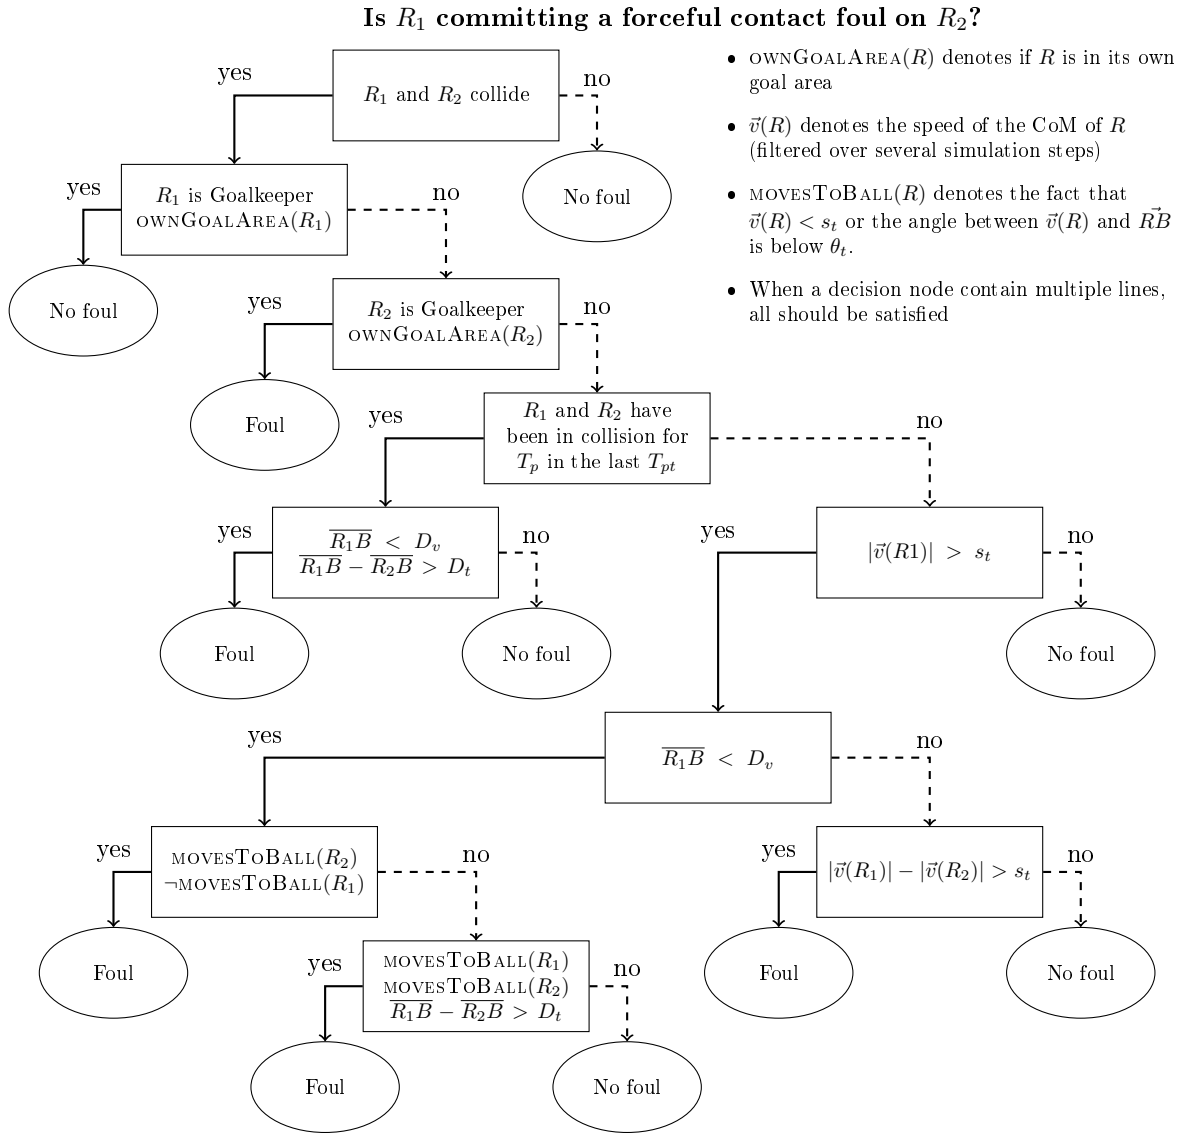 Is R₁ committing a forceful contact foul on R₂?
yes
R₁ and R₂ collide
no
No foul
yes
R₁ is Goalkeeper
ownGoalArea(R₁)
no
No foul
yes
R₂ is Goalkeeper
ownGoalArea(R₂)
no
Foul
yes
R₁ and R₂ have
been in collision for
Tₚ in the last Tₚₜ
no
yes
R̅₁̅B̅ < Dᵥ
R̅₁̅B̅ − R̅₂̅B̅ > Dₜ
no
Foul
No foul
yes
|v⃗(R1)| > sₜ
no
No foul
yes
R̅₁̅B̅ < Dᵥ
no
yes
movesToBall(R₂)
¬movesToBall(R₁)
no
Foul
yes
movesToBall(R₁)
movesToBall(R₂)
R̅₁̅B̅ − R̅₂̅B̅ > Dₜ
no
Foul
No foul
yes
|v⃗(R₁)| − |v⃗(R₂)| > sₜ
no
Foul
No foul
• ownGoalArea(R) denotes if R is in its own
goal area
• v⃗(R) denotes the speed of the CoM of R
(filtered over several simulation steps)
• movesToBall(R) denotes the fact that
v⃗(R) < sₜ or the angle between v⃗(R) and RB⃗
is below θₜ.
• When a decision node contain multiple lines,
all should be satisfied